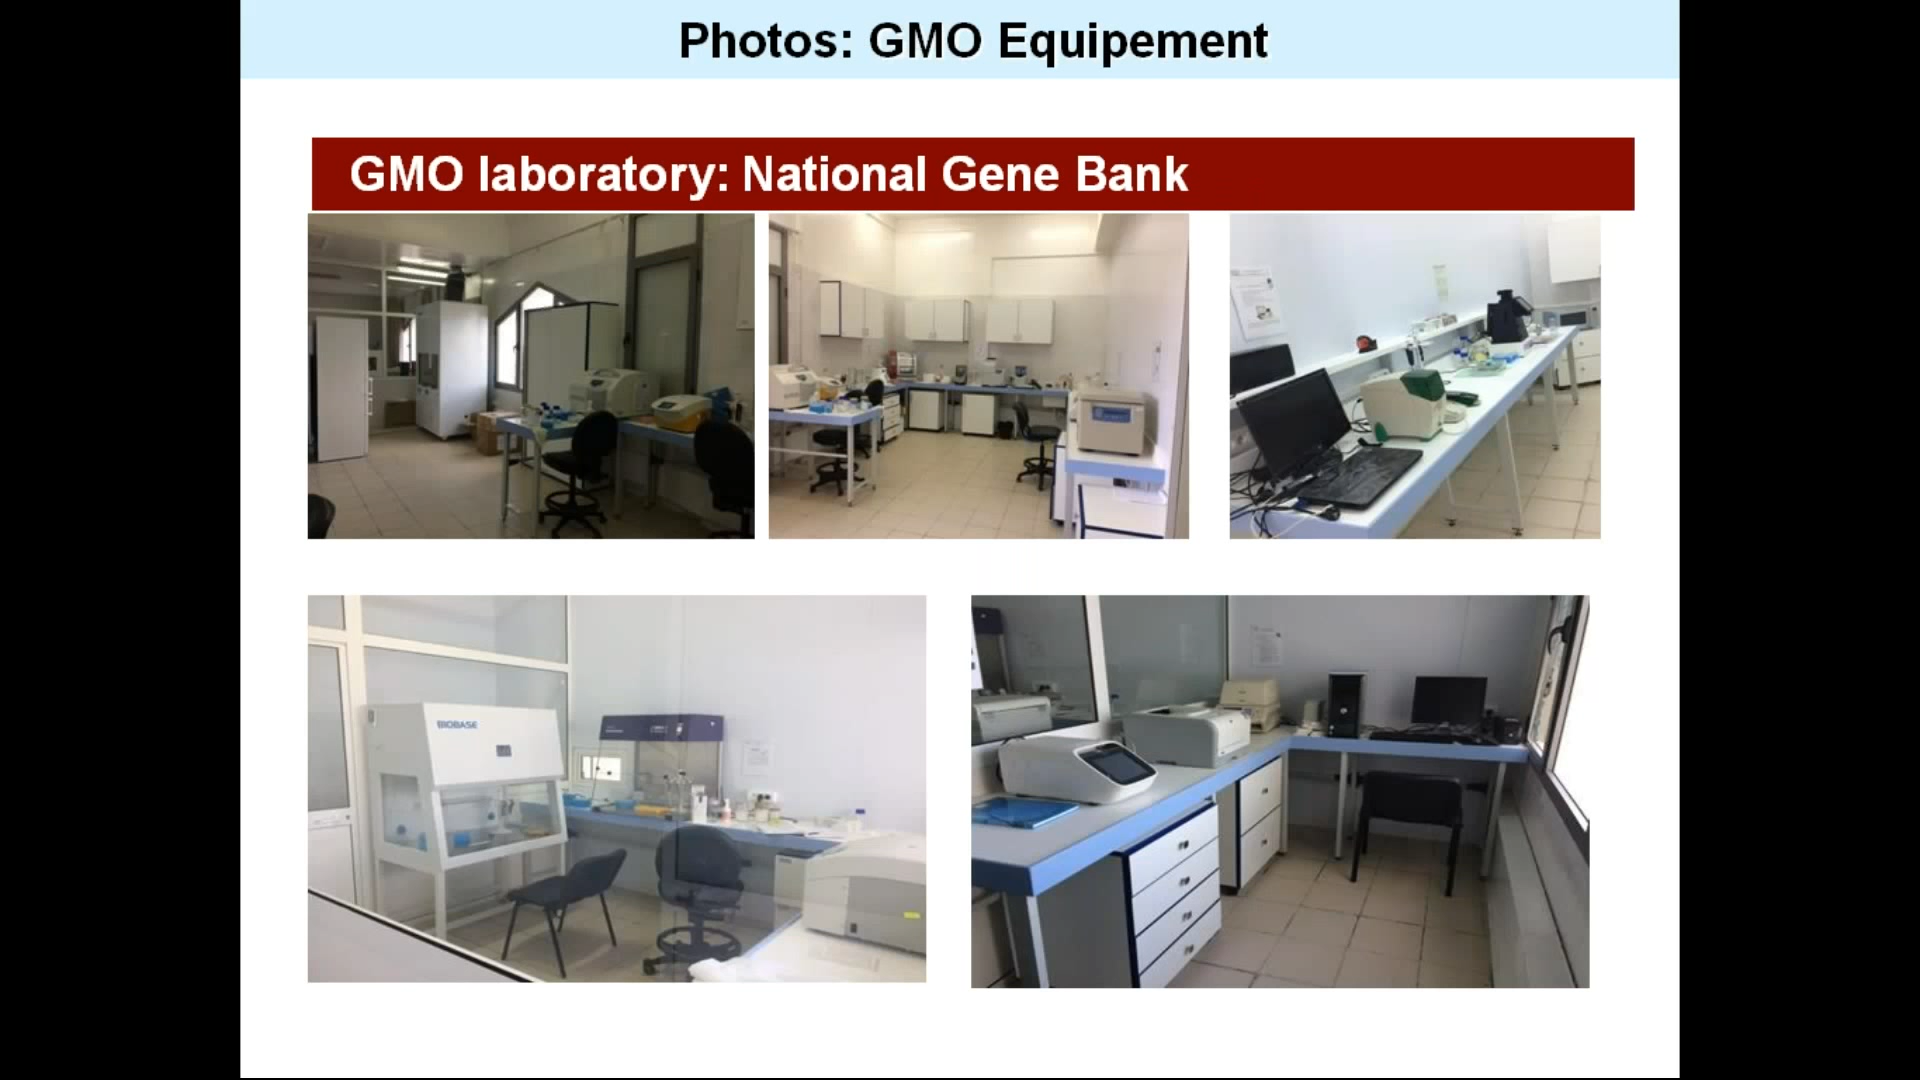 Photos: GMO Equipement
GMO laboratory: National Gene Bank
BIOBASE